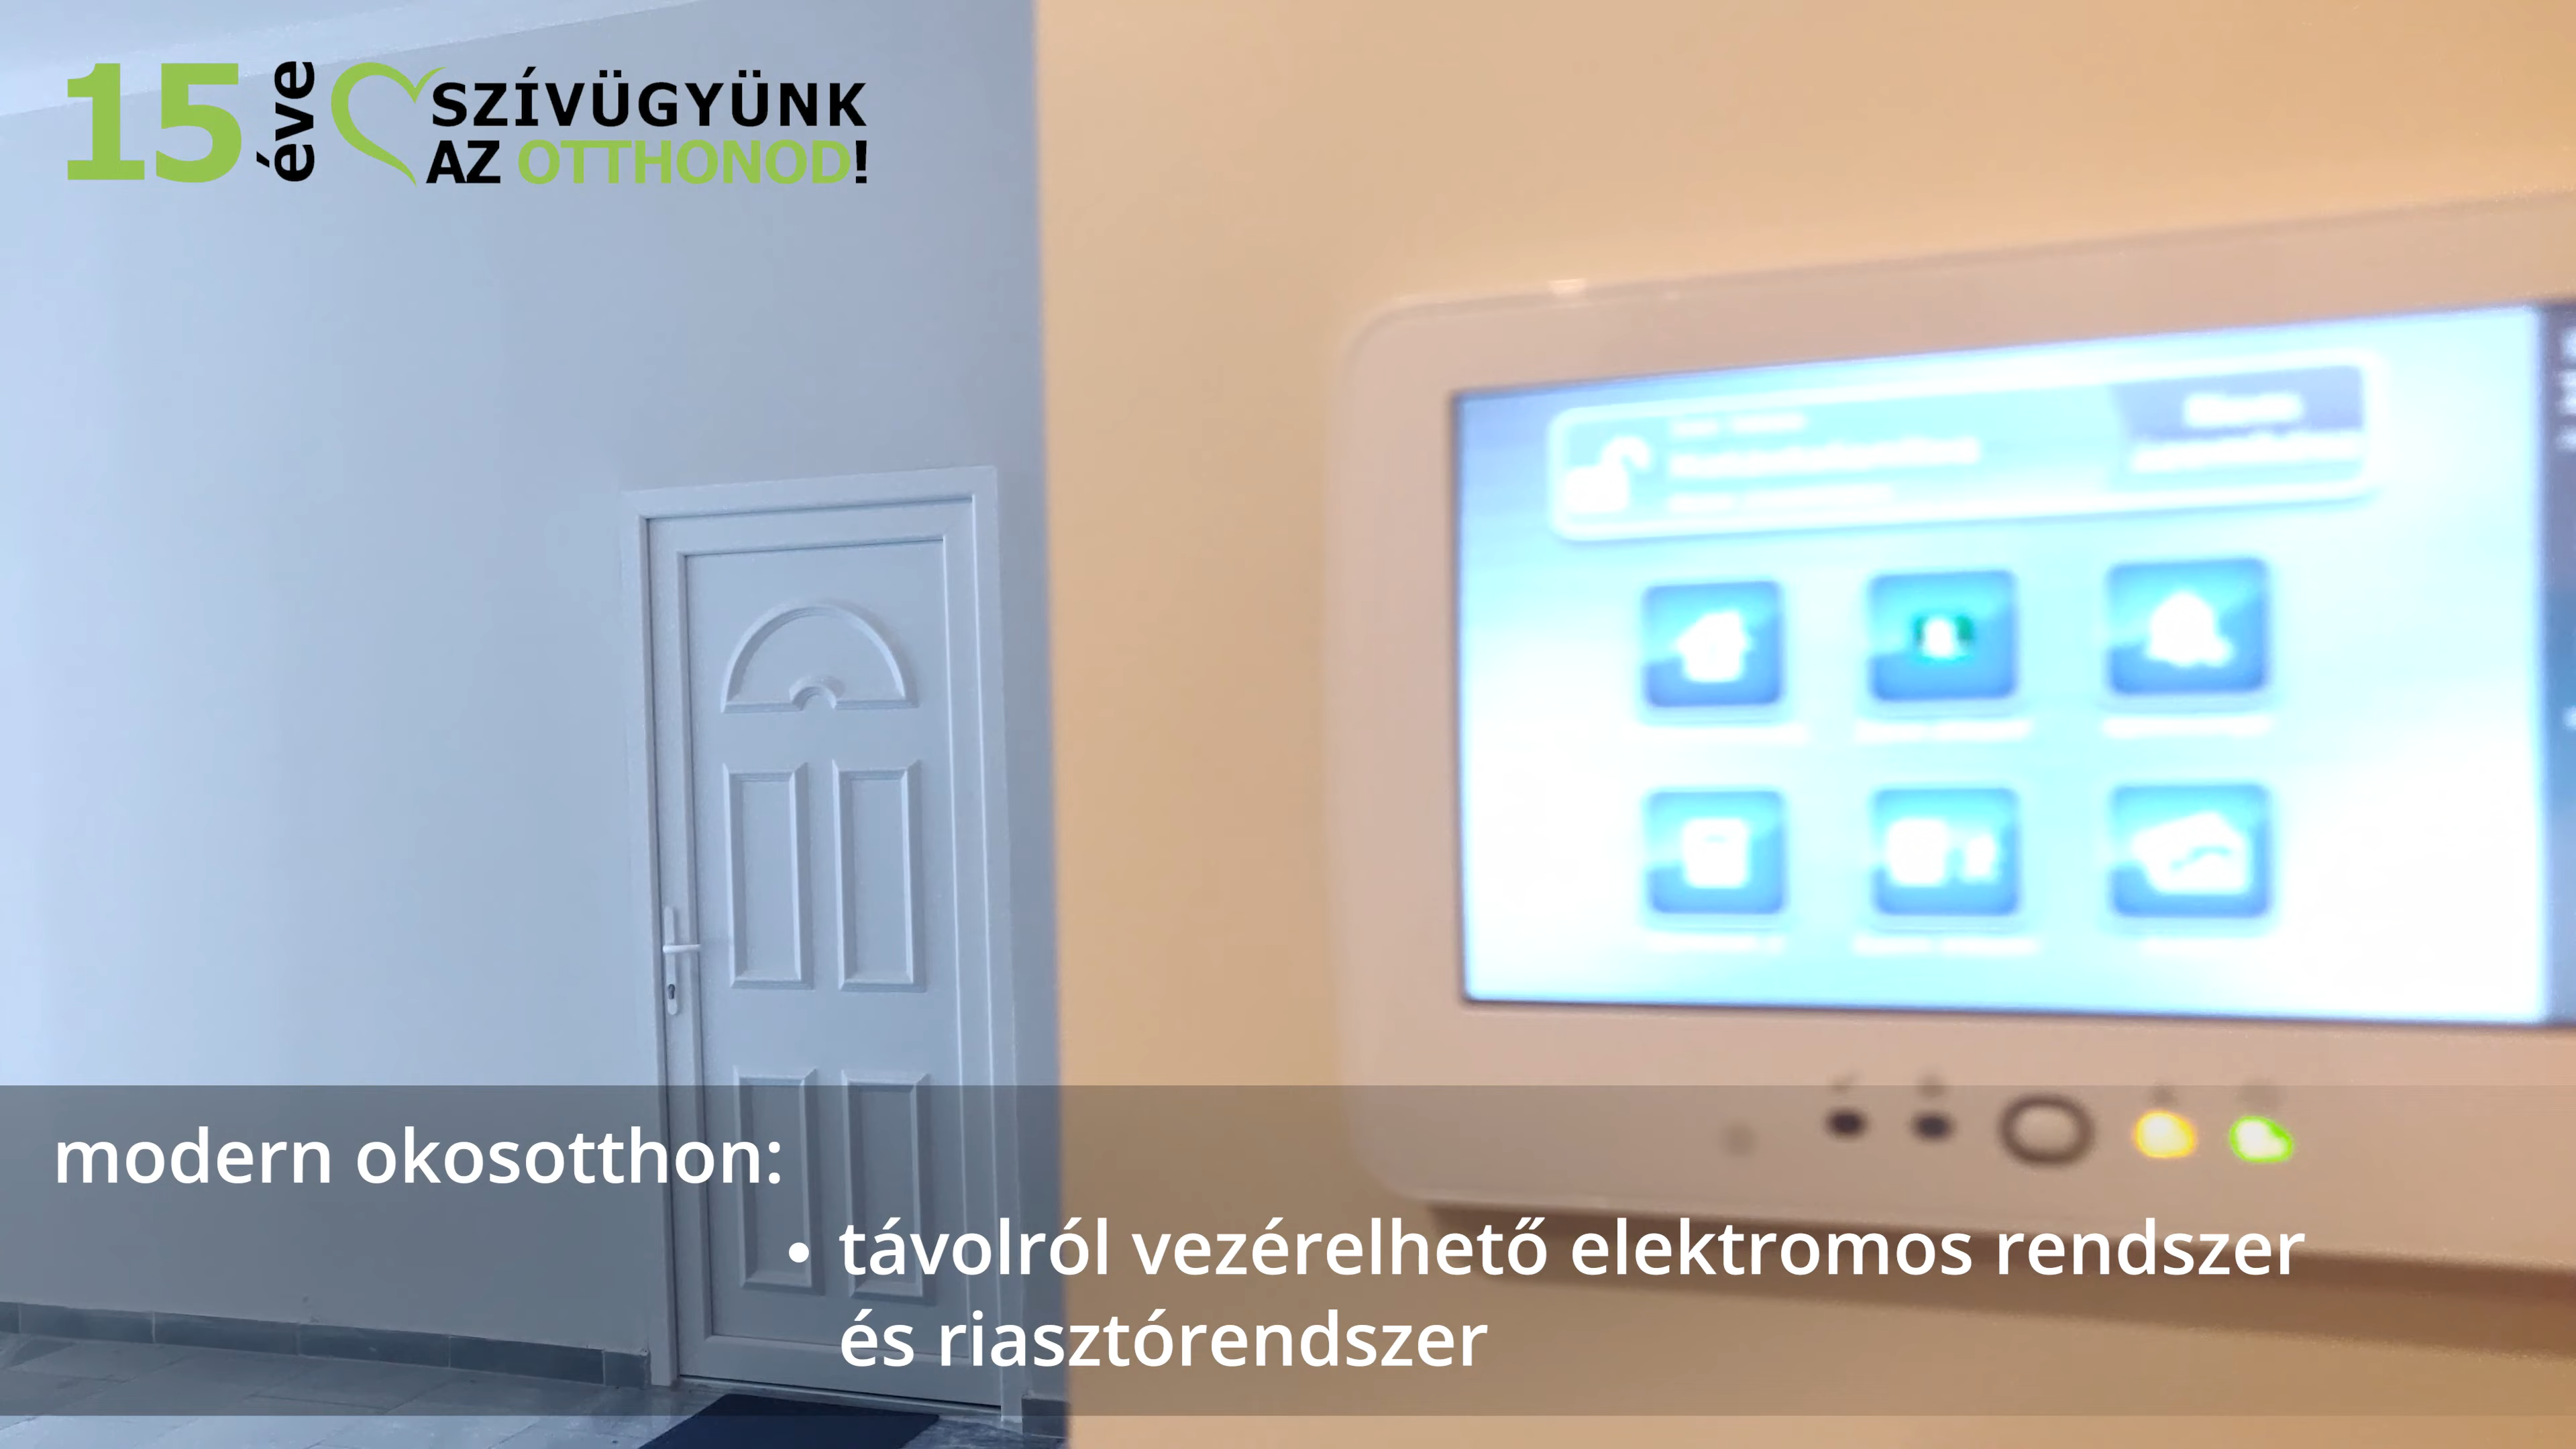 15 éve SZÍVÜGYÜNK
AZ OTTHONOD!
modern okosotthon:
• távolról vezérelhető elektromos rendszer
és riasztórendszer